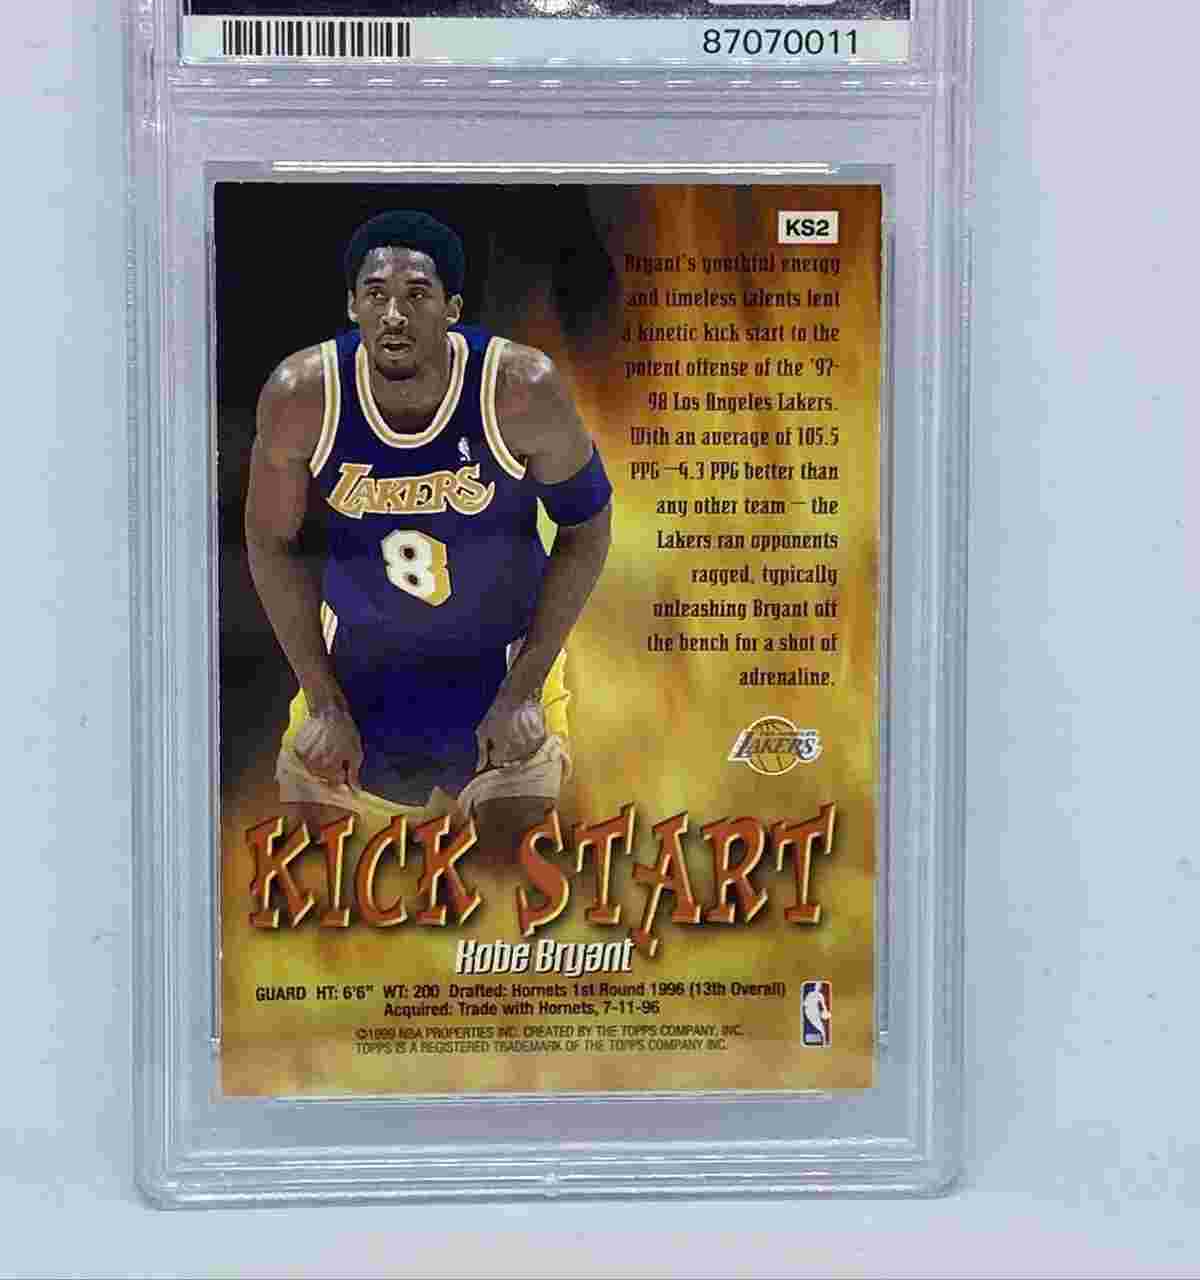 87070011
KS2
Bryant's youthful energy
and timeless talents lent
a kinetic kick start to the
potent offense of the '97-
98 Los Angeles Lakers.
With an average of 105.5
PPG —4.3 PPG better than
any other team — the
Lakers ran opponents
ragged, typically
unleashing Bryant off
the bench for a shot of
adrenaline.
LAKERS
8
LAKERS
KICK START
Kobe Bryant
GUARD HT: 6'6" WT: 200 Drafted: Hornets 1st Round 1996 (13th Overall)
Acquired: Trade with Hornets, 7-11-96
©1999 NBA PROPERTIES INC. CREATED BY THE TOPPS COMPANY, INC.
TOPPS IS A REGISTERED TRADEMARK OF THE TOPPS COMPANY INC.